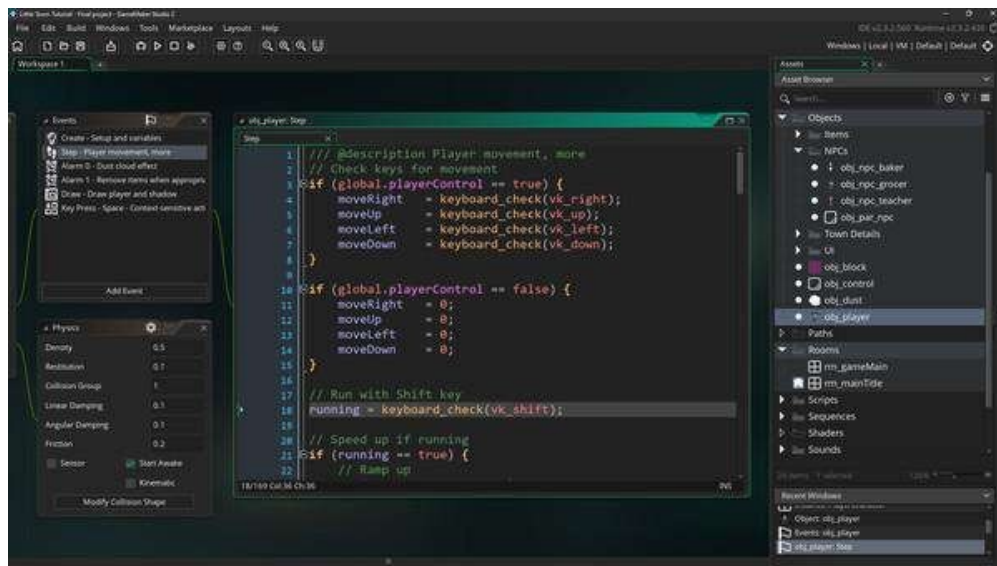 Little Town Tutorial - Final project - GameMaker Studio 2
File Edit Build Windows Tools Marketplace Layouts Help
Windows | Local | VM | Default | Default
Workspace 1
Events
Create - Setup and variables
Step - Player movement, more
Alarm 0 - Dust cloud effect
Alarm 1 - Remove items when appropri
Draw - Draw player and shadow
Key Press - Space - Context-sensitive acti
Add Event
Physics
Density 0.5
Restitution 0.1
Collision Group 1
Linear Damping 0.1
Angular Damping 0.1
Friction 0.2
Sensor Start Awake
Kinematic
Modify Collision Shape
obj_player: Step
Step
1 /// @description Player movement, more
2 // Check keys for movement
3 if (global.playerControl == true) {
4 moveRight = keyboard_check(vk_right);
5 moveUp = keyboard_check(vk_up);
6 moveLeft = keyboard_check(vk_left);
7 moveDown = keyboard_check(vk_down);
8 }
9
10 if (global.playerControl == false) {
11 moveRight = 0;
12 moveUp = 0;
13 moveLeft = 0;
14 moveDown = 0;
15 }
16
17 // Run with Shift key
18 running = keyboard_check(vk_shift);
19
20 // Speed up if running
21 if (running == true) {
22 // Ramp up
18/169 Col:36 Ch:36 INS
Assets
Asset Browser
Search...
Objects
Items
NPCs
obj_npc_baker
obj_npc_grocer
obj_npc_teacher
obj_par_npc
Town Details
UI
obj_block
obj_control
obj_dust
obj_player
Paths
Rooms
rm_gameMain
rm_mainTitle
Scripts
Sequences
Shaders
Sounds
Recent Windows
Object: obj_player
Events: obj_player
obj_player: Step